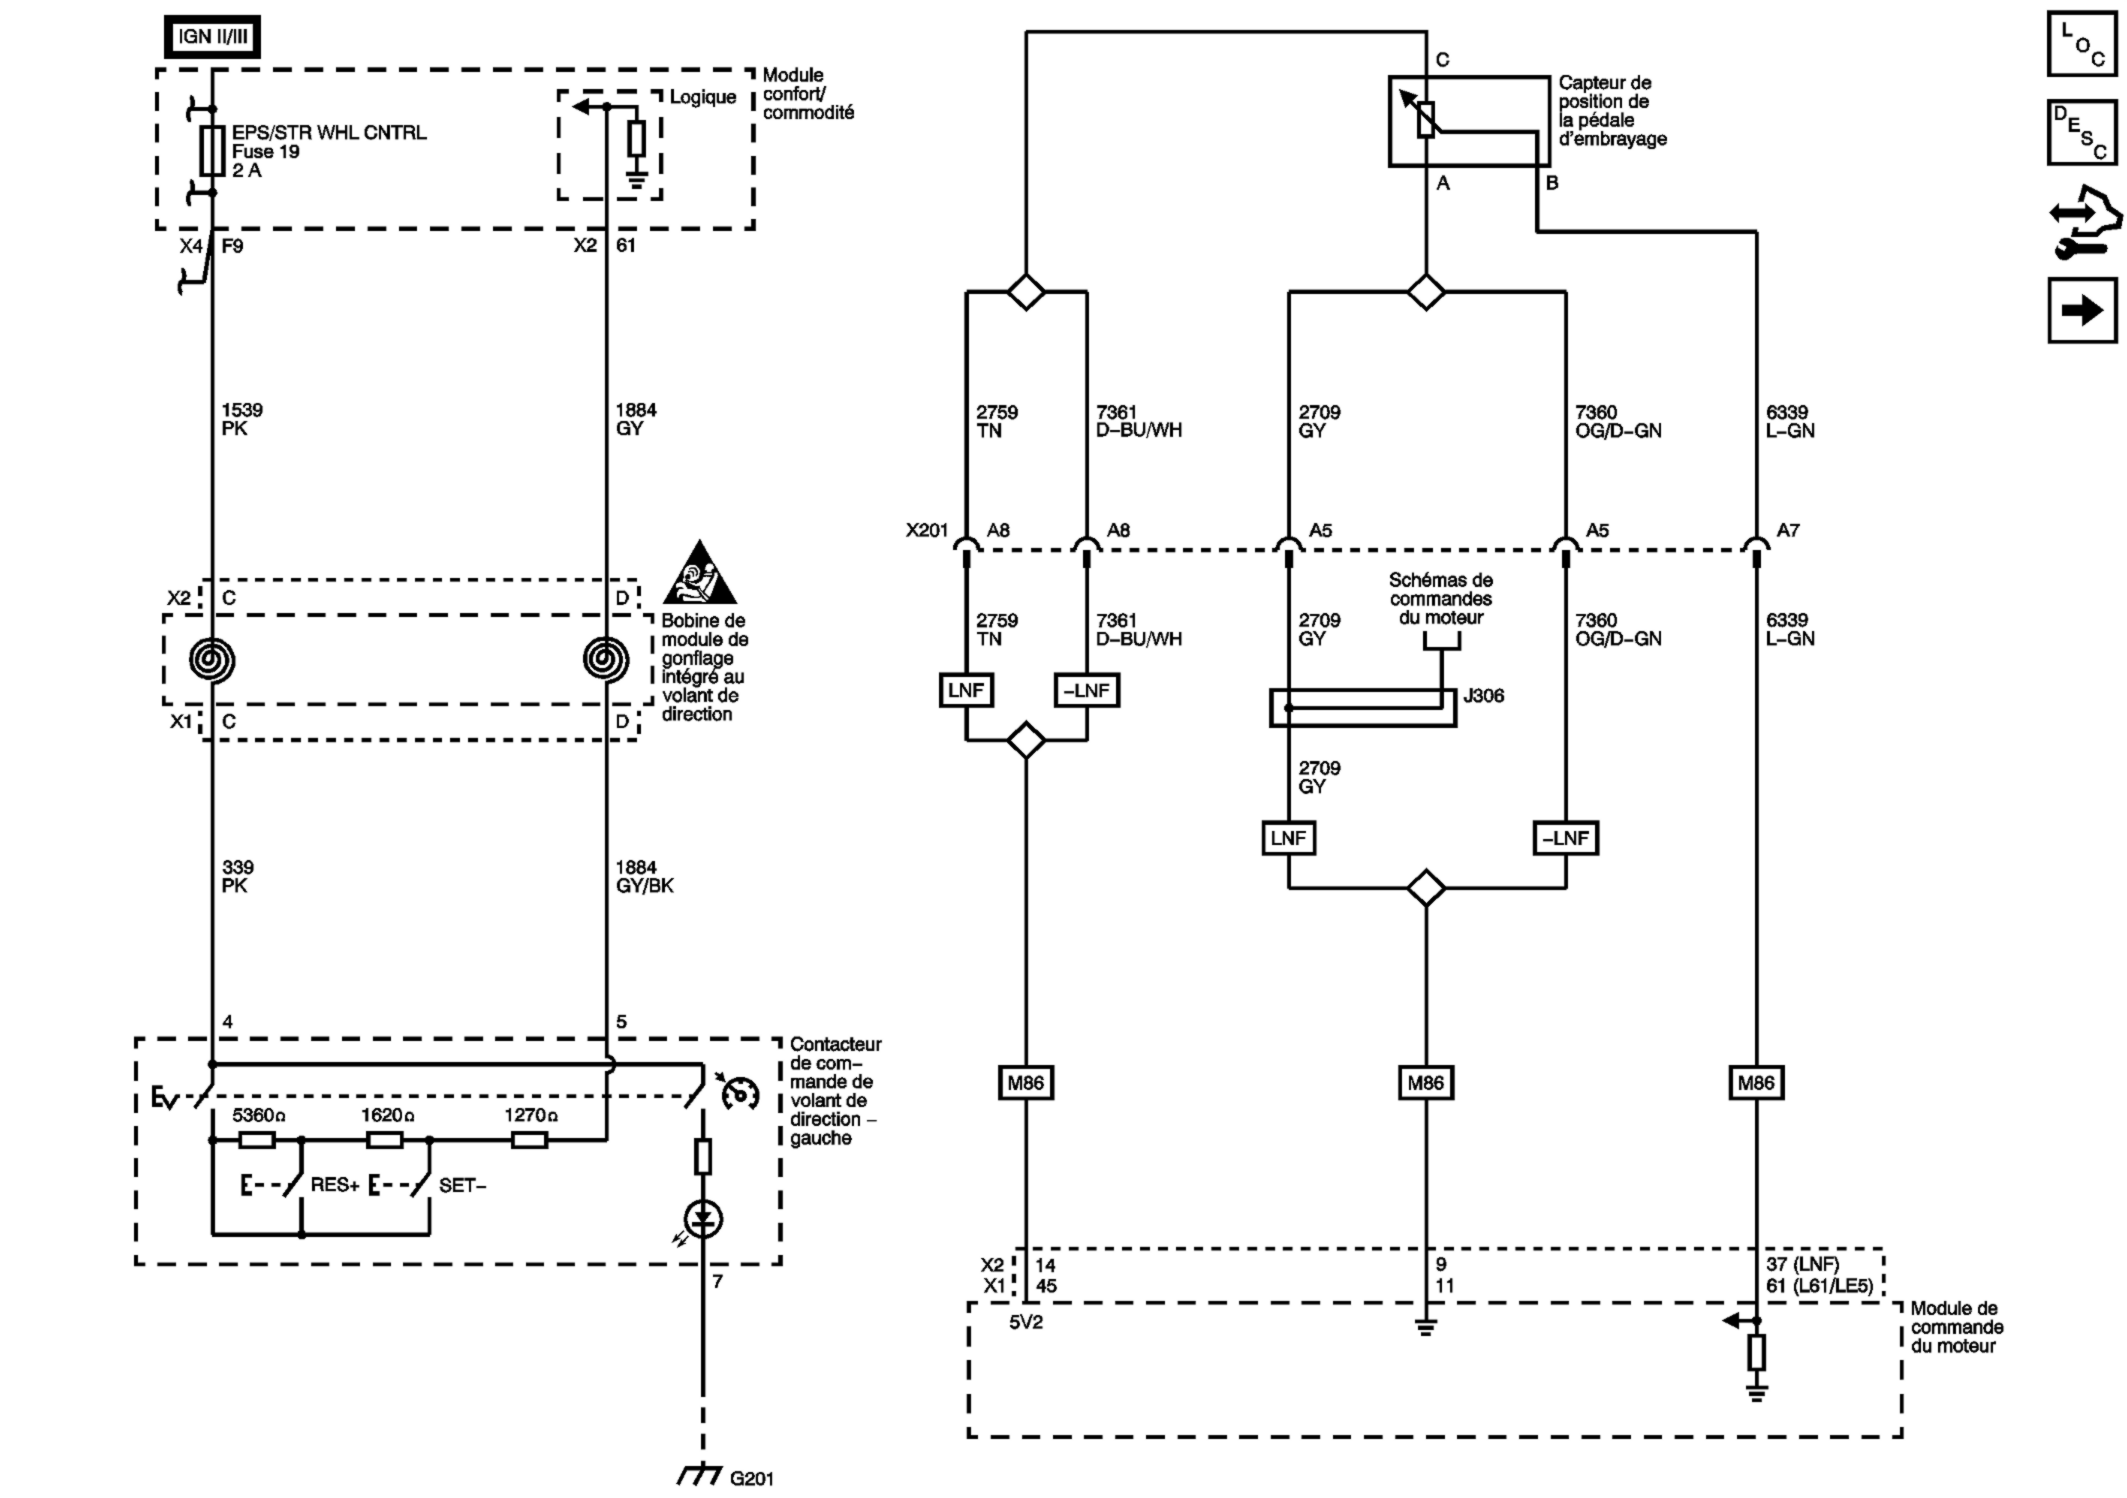 IGN II/III
Module
confort/
commodité
Logique
EPS/STR WHL CNTRL
Fuse 19
2 A
X4 F9
X2 61
1539
PK
1884
GY
X2 C D
Bobine de
module de
gonflage
intégré au
volant de
direction
X1 C D
339
PK
1884
GY/BK
4 5
Contacteur
de com–
mande de
volant de
direction –
gauche
5360Ω 1620Ω 1270Ω
RES+ SET–
7
G201
C
Capteur de
position de
la pédale
d'embrayage
A B
2759
TN
7361
D–BU/WH
2709
GY
7360
OG/D–GN
6339
L–GN
X201 A8 A8 A5 A5 A7
Schémas de
commandes
du moteur
2759
TN
7361
D–BU/WH
2709
GY
7360
OG/D–GN
6339
L–GN
LNF –LNF
J306
2709
GY
LNF –LNF
M86 M86 M86
X2 14 9 37 (LNF)
X1 45 11 61 (L61/LE5)
5V2
Module de
commande
du moteur
L
O
C
D
E
S
C